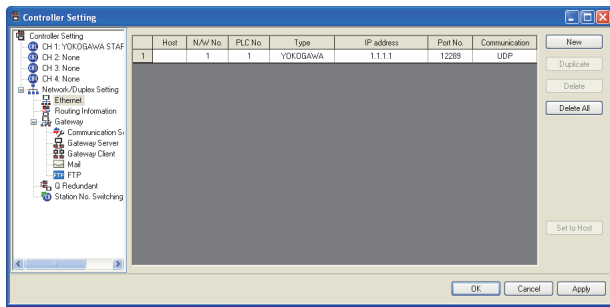 Controller Setting
Controller Setting
CH 1: YOKOGAWA STAF
CH 2: None
CH 3: None
CH 4: None
Network/Duplex Setting
Ethernet
Routing Information
Gateway
Communication S
Gateway Server
Gateway Client
Mail
FTP FTP
Q Redundant
Station No. Switching
Host N/W No. PLC No. Type IP address Port No. Communication
1 1 1 YOKOGAWA 1.1.1.1 12289 UDP
New
Duplicate
Delete
Delete All
Set to Host
OK Cancel Apply